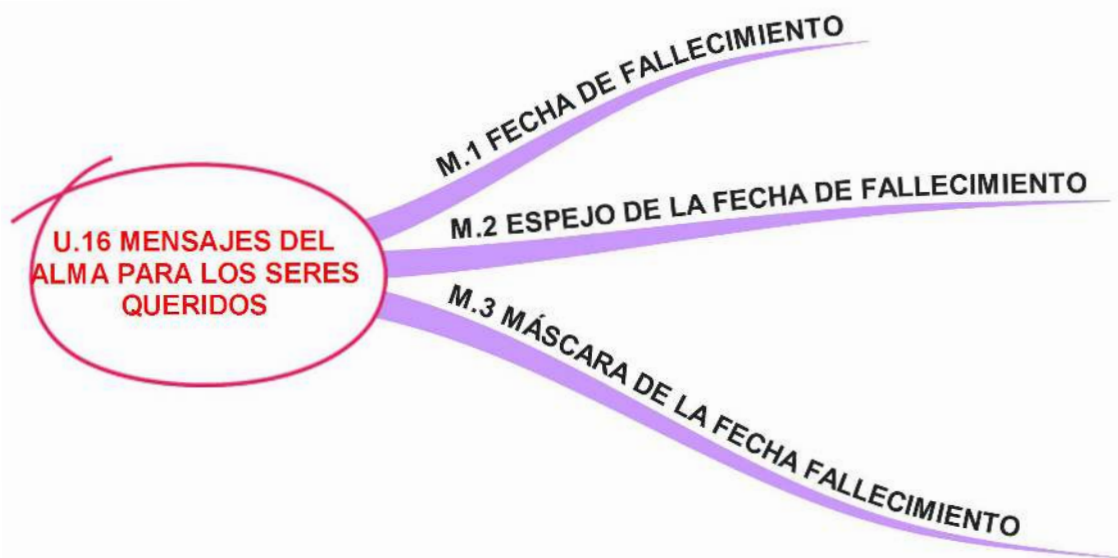 U.16 MENSAJES DEL
ALMA PARA LOS SERES
QUERIDOS
M.1 FECHA DE FALLECIMIENTO
M.2 ESPEJO DE LA FECHA DE FALLECIMIENTO
M.3 MÁSCARA DE LA FECHA FALLECIMIENTO